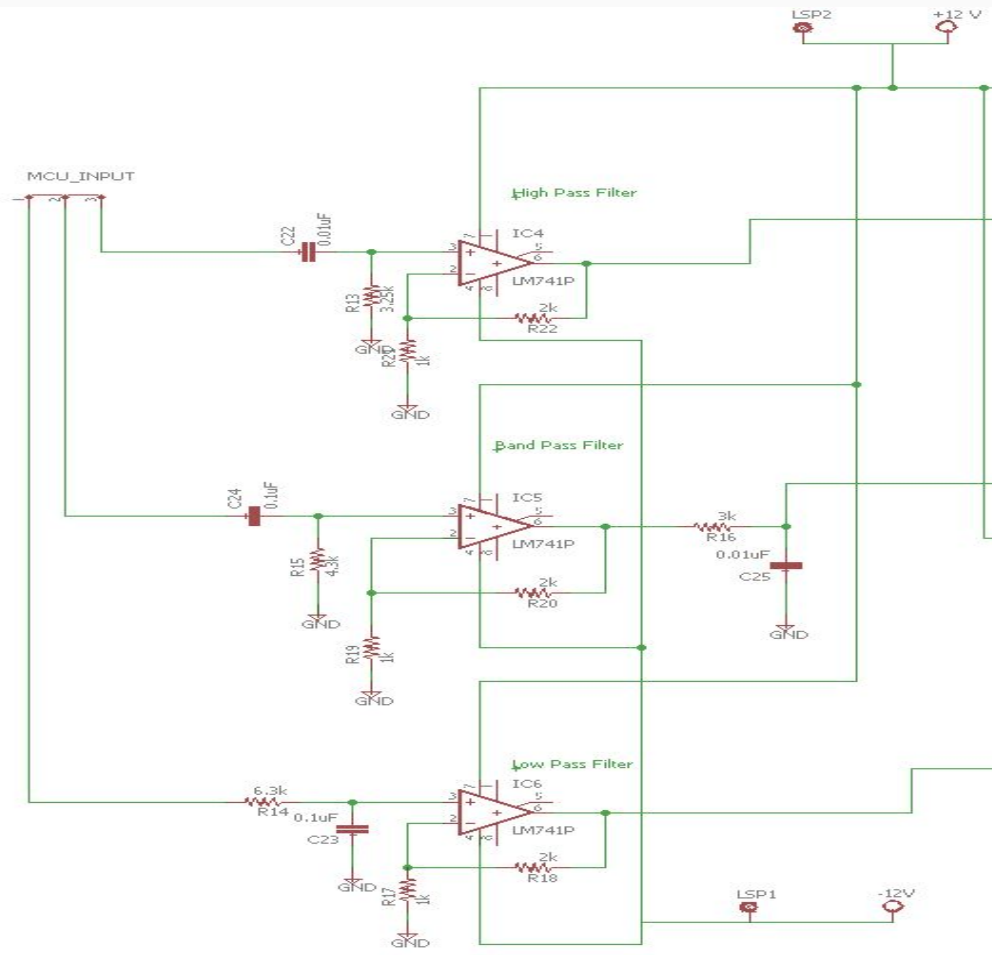 LSP2
+12 V
MCU_INPUT
1
2
3
High Pass Filter
C22
0.01uF
IC4
7
3
2
5
6
4
8
LM741P
R13
3.25k
2k
R22
GND
1k
GND
Band Pass Filter
C24
0.1uF
IC5
7
3
2
5
6
4
8
LM741P
3k
R16
0.01uF
C25
R15
4.3k
2k
R20
GND
GND
R19
1k
GND
Low Pass Filter
IC6
6.3k
R14
0.1uF
C23
7
3
2
5
6
4
8
LM741P
2k
R18
GND
R17
1k
GND
LSP1
-12V